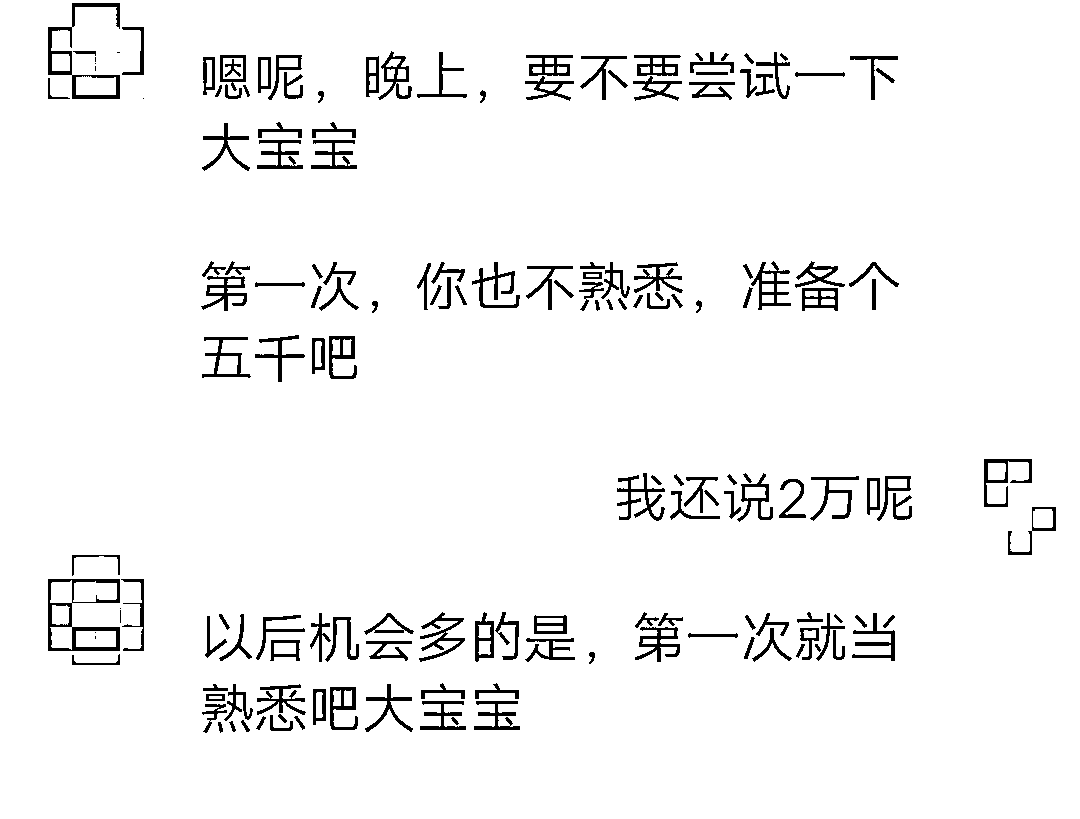 嗯呢，晚上，要不要尝试一下
大宝宝
第一次，你也不熟悉，准备个
五千吧
我还说2万呢
以后机会多的是，第一次就当
熟悉吧大宝宝